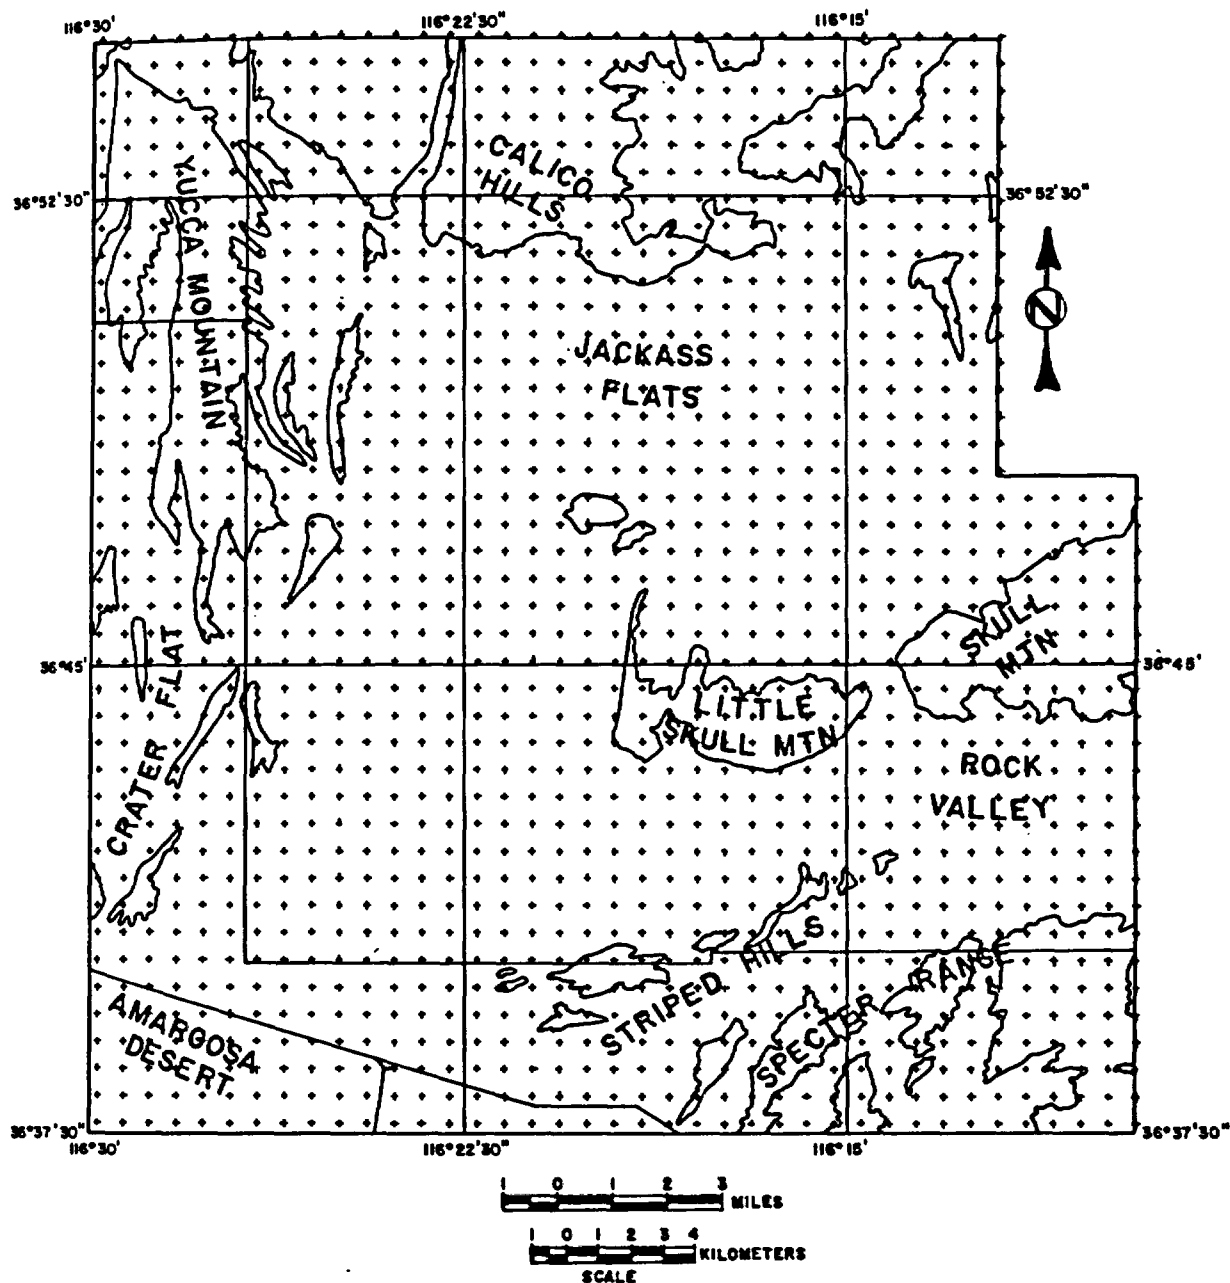 116°30' 116°22'30" 116°15'
CALICO
HILLS
YUCCA MOUNTAIN
36°52'30" 36°52'30"
N
JACKASS
FLATS
SKULL
MTN
36°45' 36°45'
CRATER FLAT
LITTLE
SKULL MTN
ROCK
VALLEY
STRIPED HILLS
SPECTER RANGE
AMARGOSA
DESERT
36°37'30" 36°37'30"
116°30' 116°22'30" 116°15'
1 0 1 2 3 MILES
1 0 1 2 3 4 KILOMETERS
SCALE